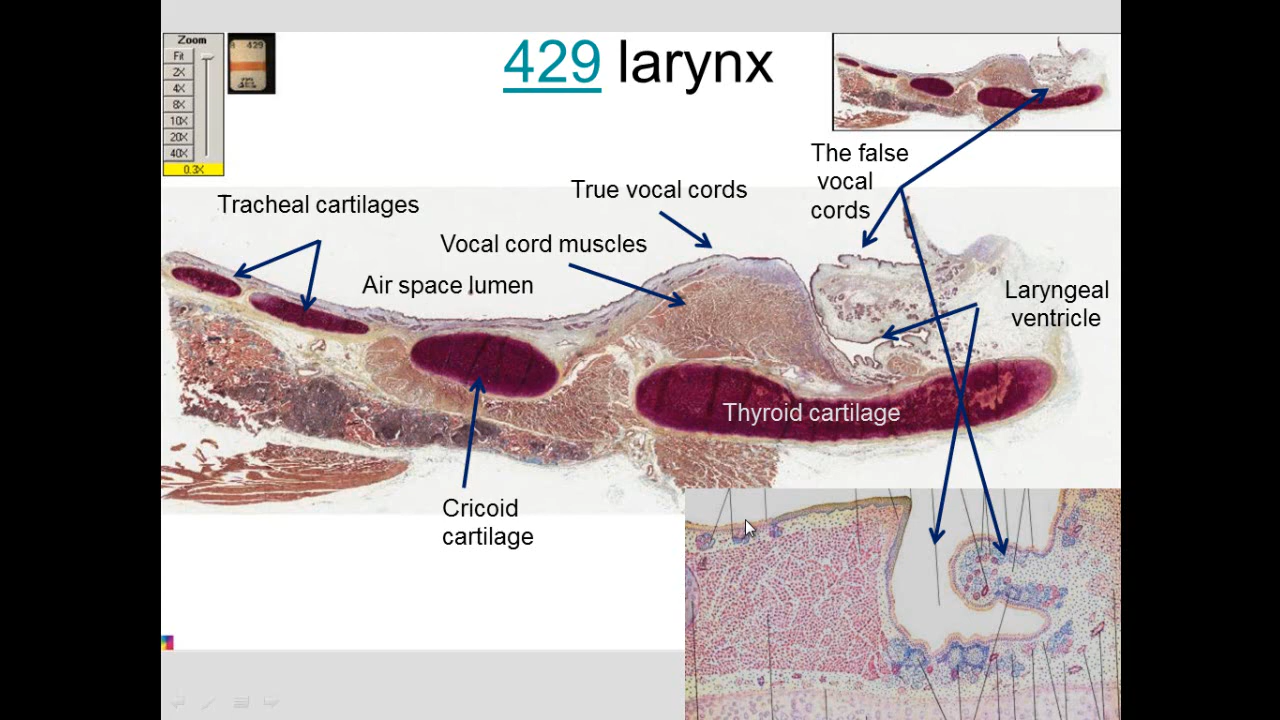 Zoom
Fit
2X
4X
8X
10X
20X
40X
0.3X
429
429 larynx
The false
vocal
cords
True vocal cords
Tracheal cartilages
Vocal cord muscles
Air space lumen
Laryngeal
ventricle
Thyroid cartilage
Cricoid
cartilage